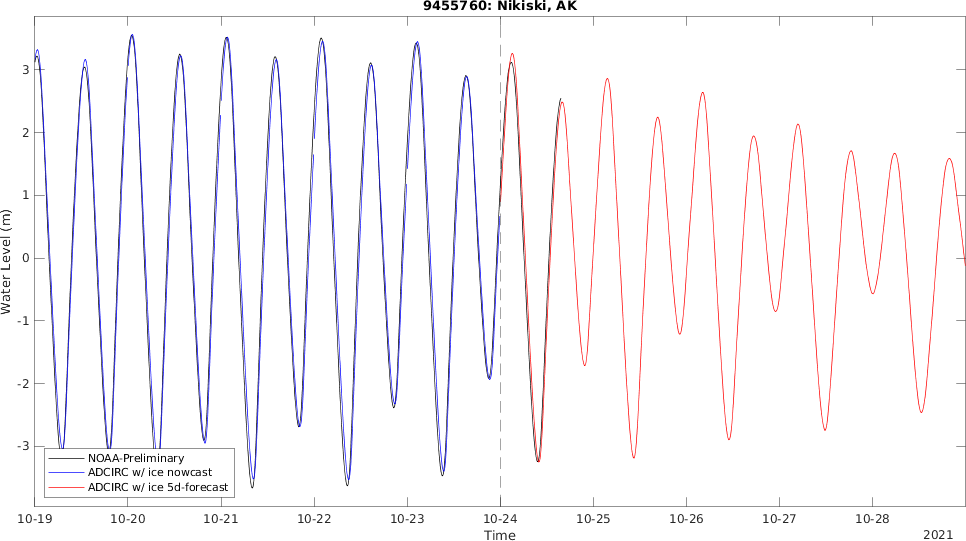 9455760: Nikiski, AK
Water Level (m)
3
2
1
0
-1
-2
-3
NOAA-Preliminary
ADCIRC w/ ice nowcast
ADCIRC w/ ice 5d-forecast
10-19 10-20 10-21 10-22 10-23 10-24 10-25 10-26 10-27 10-28
Time
2021